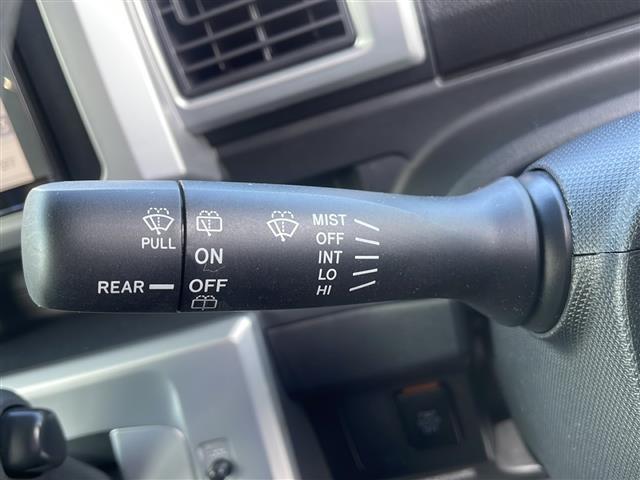 MIST
PULL
OFF
ON
INT
LO
REAR
OFF
HI